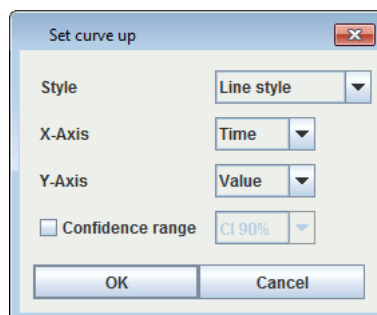 Set curve up
Style Line style
X-Axis Time
Y-Axis Value
Confidence range CI 90%
OK Cancel